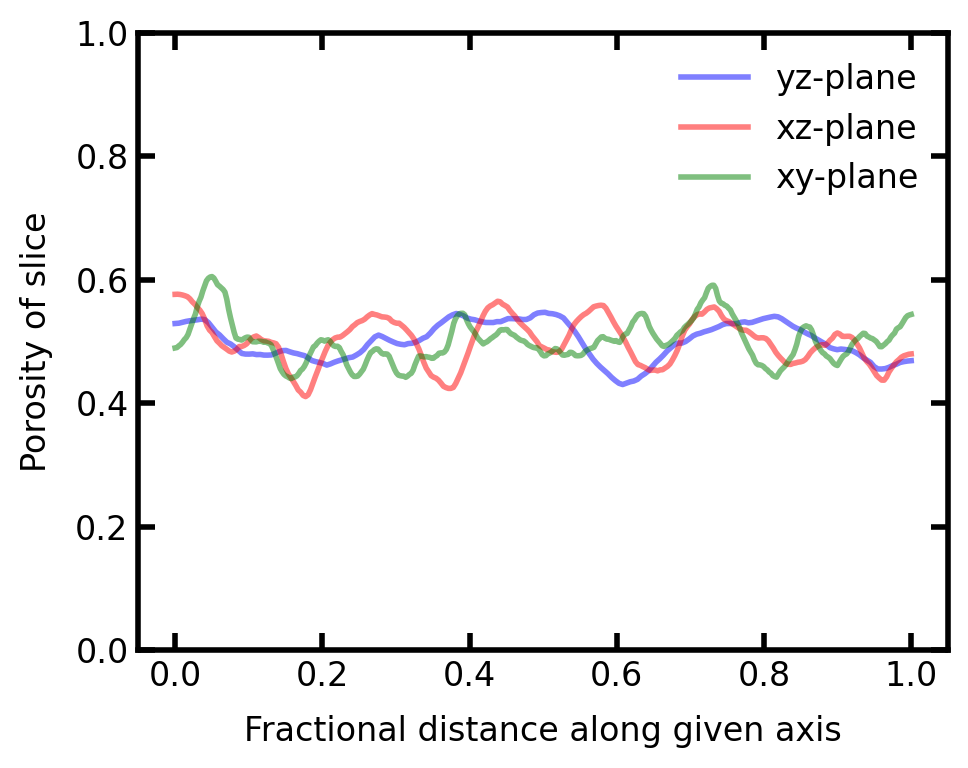 1.0
0.8
0.6
0.4
0.2
0.0
Porosity of slice
yz-plane
xz-plane
xy-plane
0.0 0.2 0.4 0.6 0.8 1.0
Fractional distance along given axis